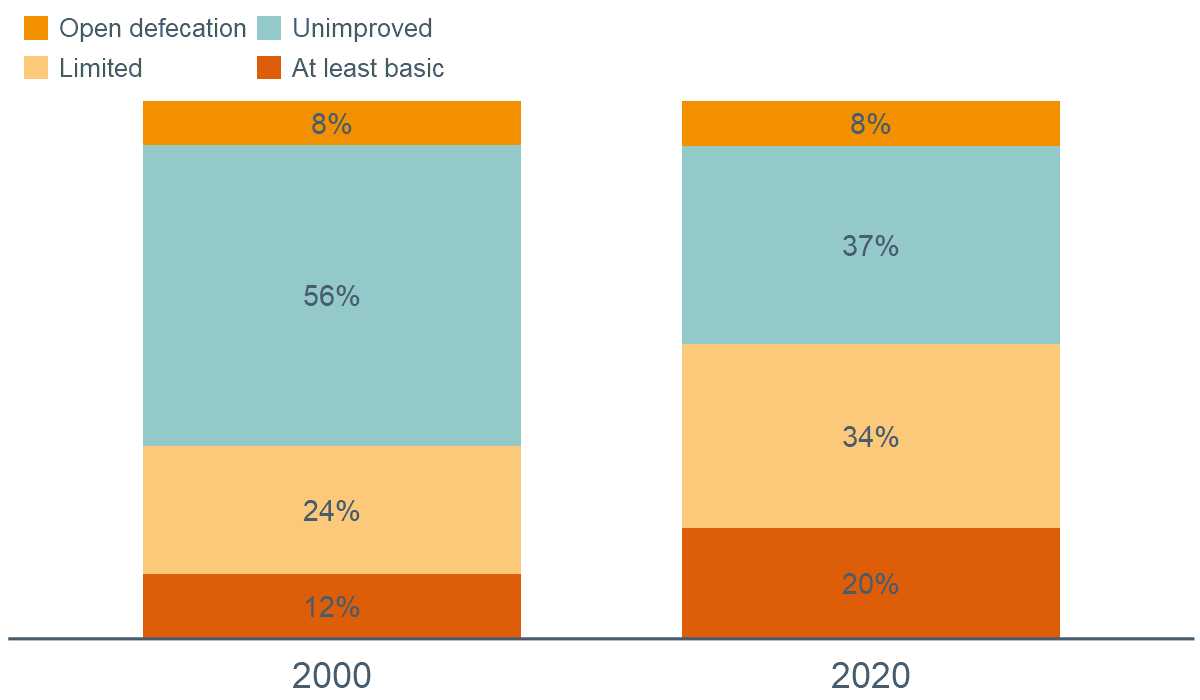 Open defecation Unimproved
Limited At least basic
8% 8%
56% 37%
24% 34%
12% 20%
2000 2020